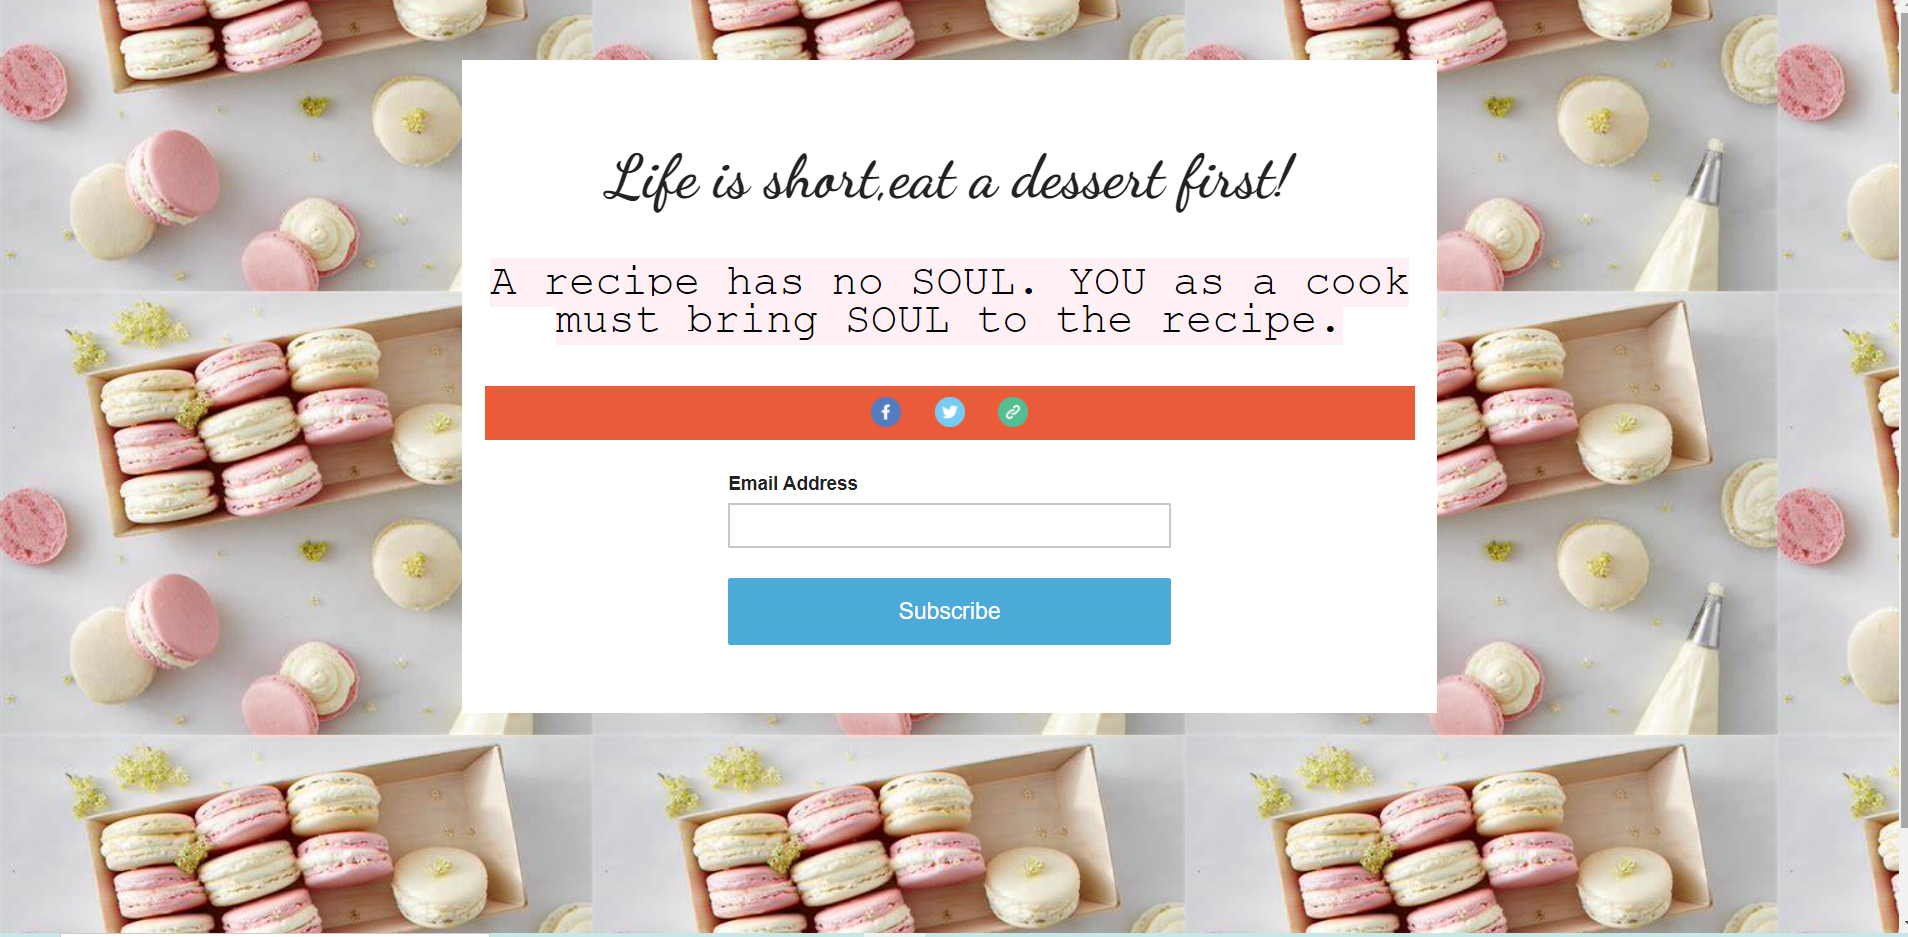 Life is short,eat a dessert first!
A recipe has no SOUL. YOU as a cook
must bring SOUL to the recipe.
Email Address
Subscribe